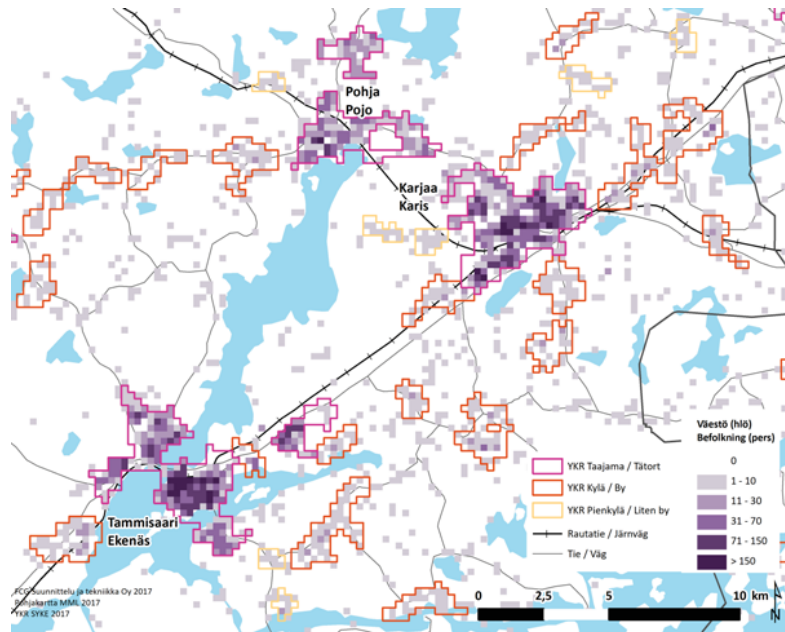 Pohja
Pojo
Karjaa
Karis
Tammisaari
Ekenäs
Väestö (hlö)
Befolkning (pers)
0
1 - 10
11 - 30
31 - 70
71 - 150
> 150
YKR Taajama / Tätort
YKR Kylä / By
YKR Pienkylä / Liten by
Rautatie / Järnväg
Tie / Väg
FCG Suunnittelu ja tekniikka Oy 2017
Pohjakartta MML 2017
YKR SYKE 2017
0 2,5 5 10 km
N